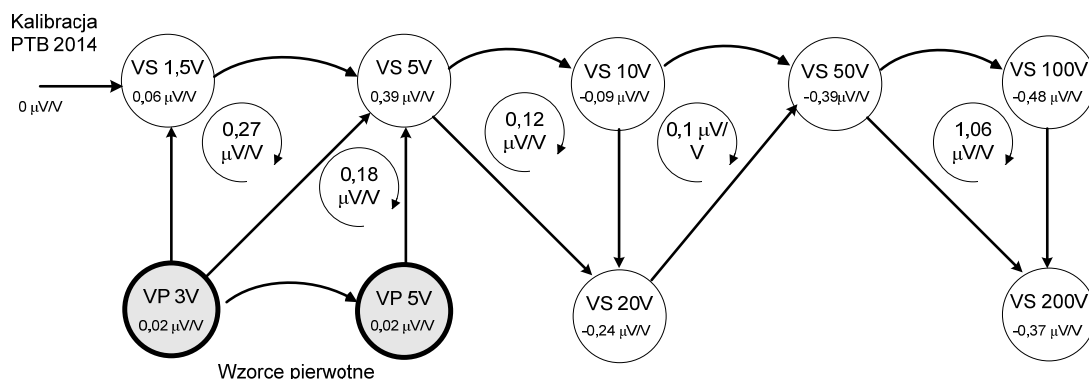 Kalibracja
PTB 2014
0 µV/V
VS 1,5V
0,06 µV/V
VS 5V
0,39 µV/V
VS 10V
-0,09 µV/V
VS 50V
-0,39µV/V
VS 100V
-0,48 µV/V
0,27
µV/V
0,18
µV/V
0,12
µV/V
0,1 µV/
V
1,06
µV/V
VP 3V
0,02 µV/V
VP 5V
0,02 µV/V
VS 20V
-0,24 µV/V
VS 200V
-0,37 µV/V
Wzorce pierwotne